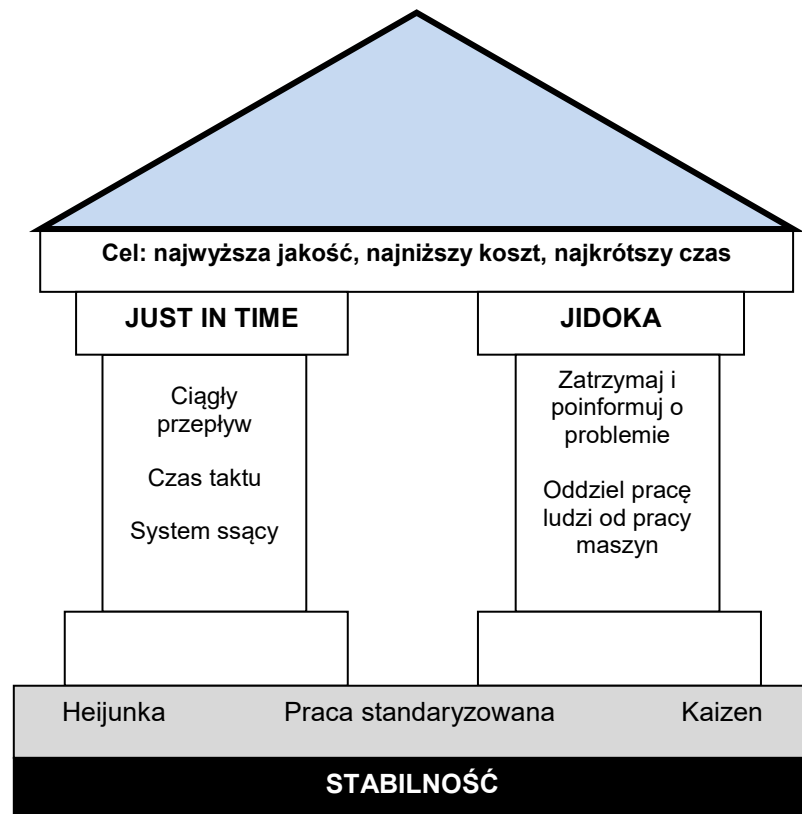 Cel: najwyższa jakość, najniższy koszt, najkrótszy czas
JUST IN TIME
Ciągły
przepływ
Czas taktu
System ssący
JIDOKA
Zatrzymaj i
poinformuj o
problemie
Oddziel pracę
ludzi od pracy
maszyn
Heijunka Praca standaryzowana Kaizen
STABILNOŚĆ